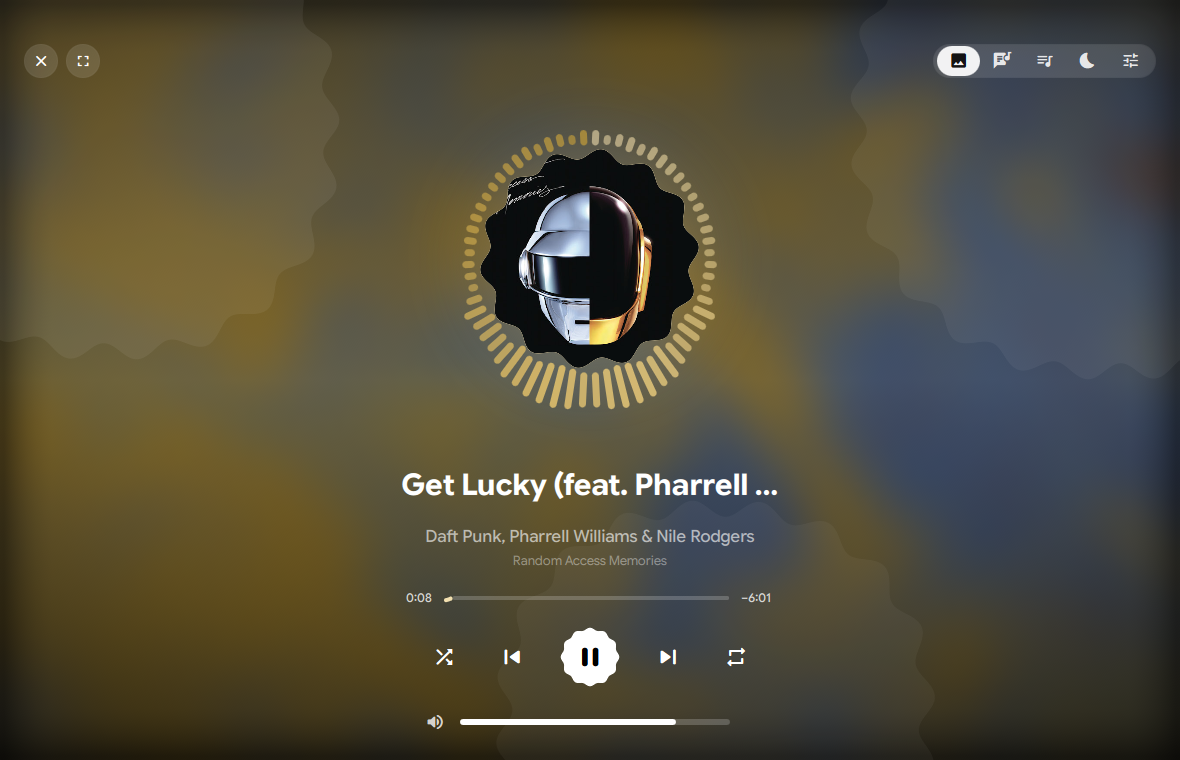 Get Lucky (feat. Pharrell ...
Daft Punk, Pharrell Williams & Nile Rodgers
Random Access Memories
0:08
-6:01